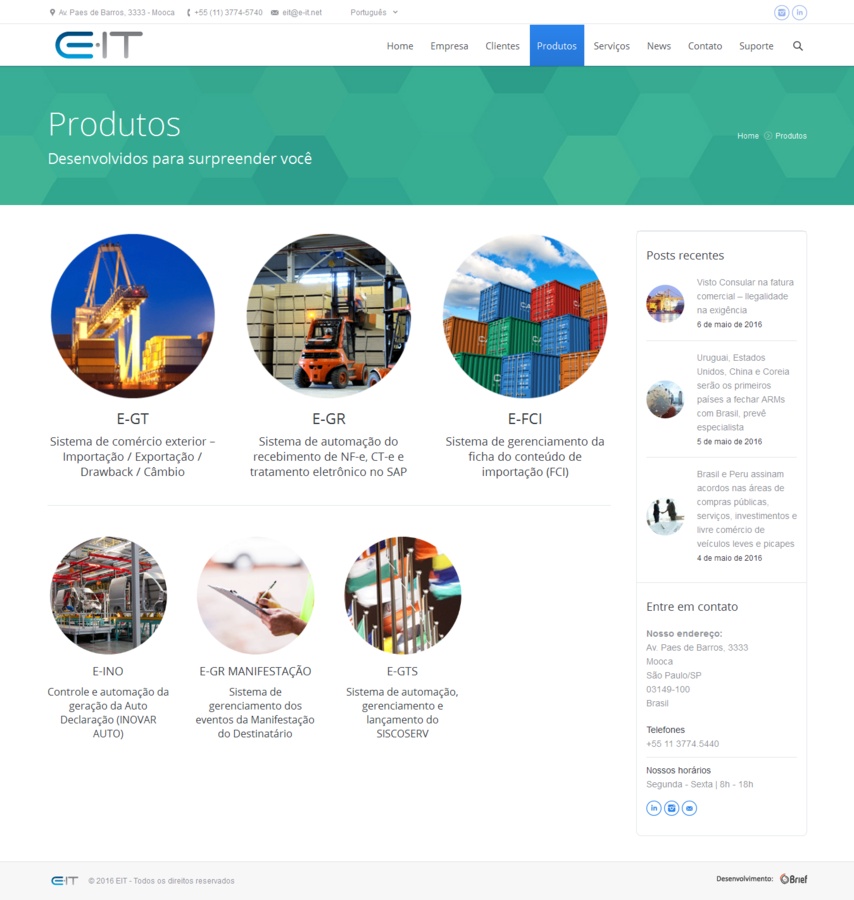 Av. Paes de Barros, 3333 - Mooca +55 (11) 3774-5740 eit@e-it.net Português
E·IT
Home Empresa Clientes Produtos Serviços News Contato Suporte
Produtos
Desenvolvidos para surpreender você
Home Produtos
E-GT
Sistema de comércio exterior –
Importação / Exportação /
Drawback / Câmbio
E-GR
Sistema de automação do
recebimento de NF-e, CT-e e
tratamento eletrônico no SAP
E-FCI
Sistema de gerenciamento da
ficha do conteúdo de
importação (FCI)
E-INO
Controle e automação da
geração da Auto
Declaração (INOVAR
AUTO)
E-GR MANIFESTAÇÃO
Sistema de
gerenciamento dos
eventos da Manifestação
do Destinatário
E-GTS
Sistema de automação,
gerenciamento e
lançamento do
SISCOSERV
Posts recentes
Visto Consular na fatura
comercial – Ilegalidade
na exigência
6 de maio de 2016
Uruguai, Estados
Unidos, China e Coreia
serão os primeiros
países a fechar ARMs
com Brasil, prevê
especialista
5 de maio de 2016
Brasil e Peru assinam
acordos nas áreas de
compras públicas,
serviços, investimentos e
livre comércio de
veículos leves e picapes
4 de maio de 2016
Entre em contato
Nosso endereço:
Av. Paes de Barros, 3333
Mooca
São Paulo/SP
03149-100
Brasil
Telefones
+55 11 3774.5440
Nossos horários
Segunda - Sexta | 8h - 18h
E·IT © 2016 EIT - Todos os direitos reservados
Desenvolvimento: Brief